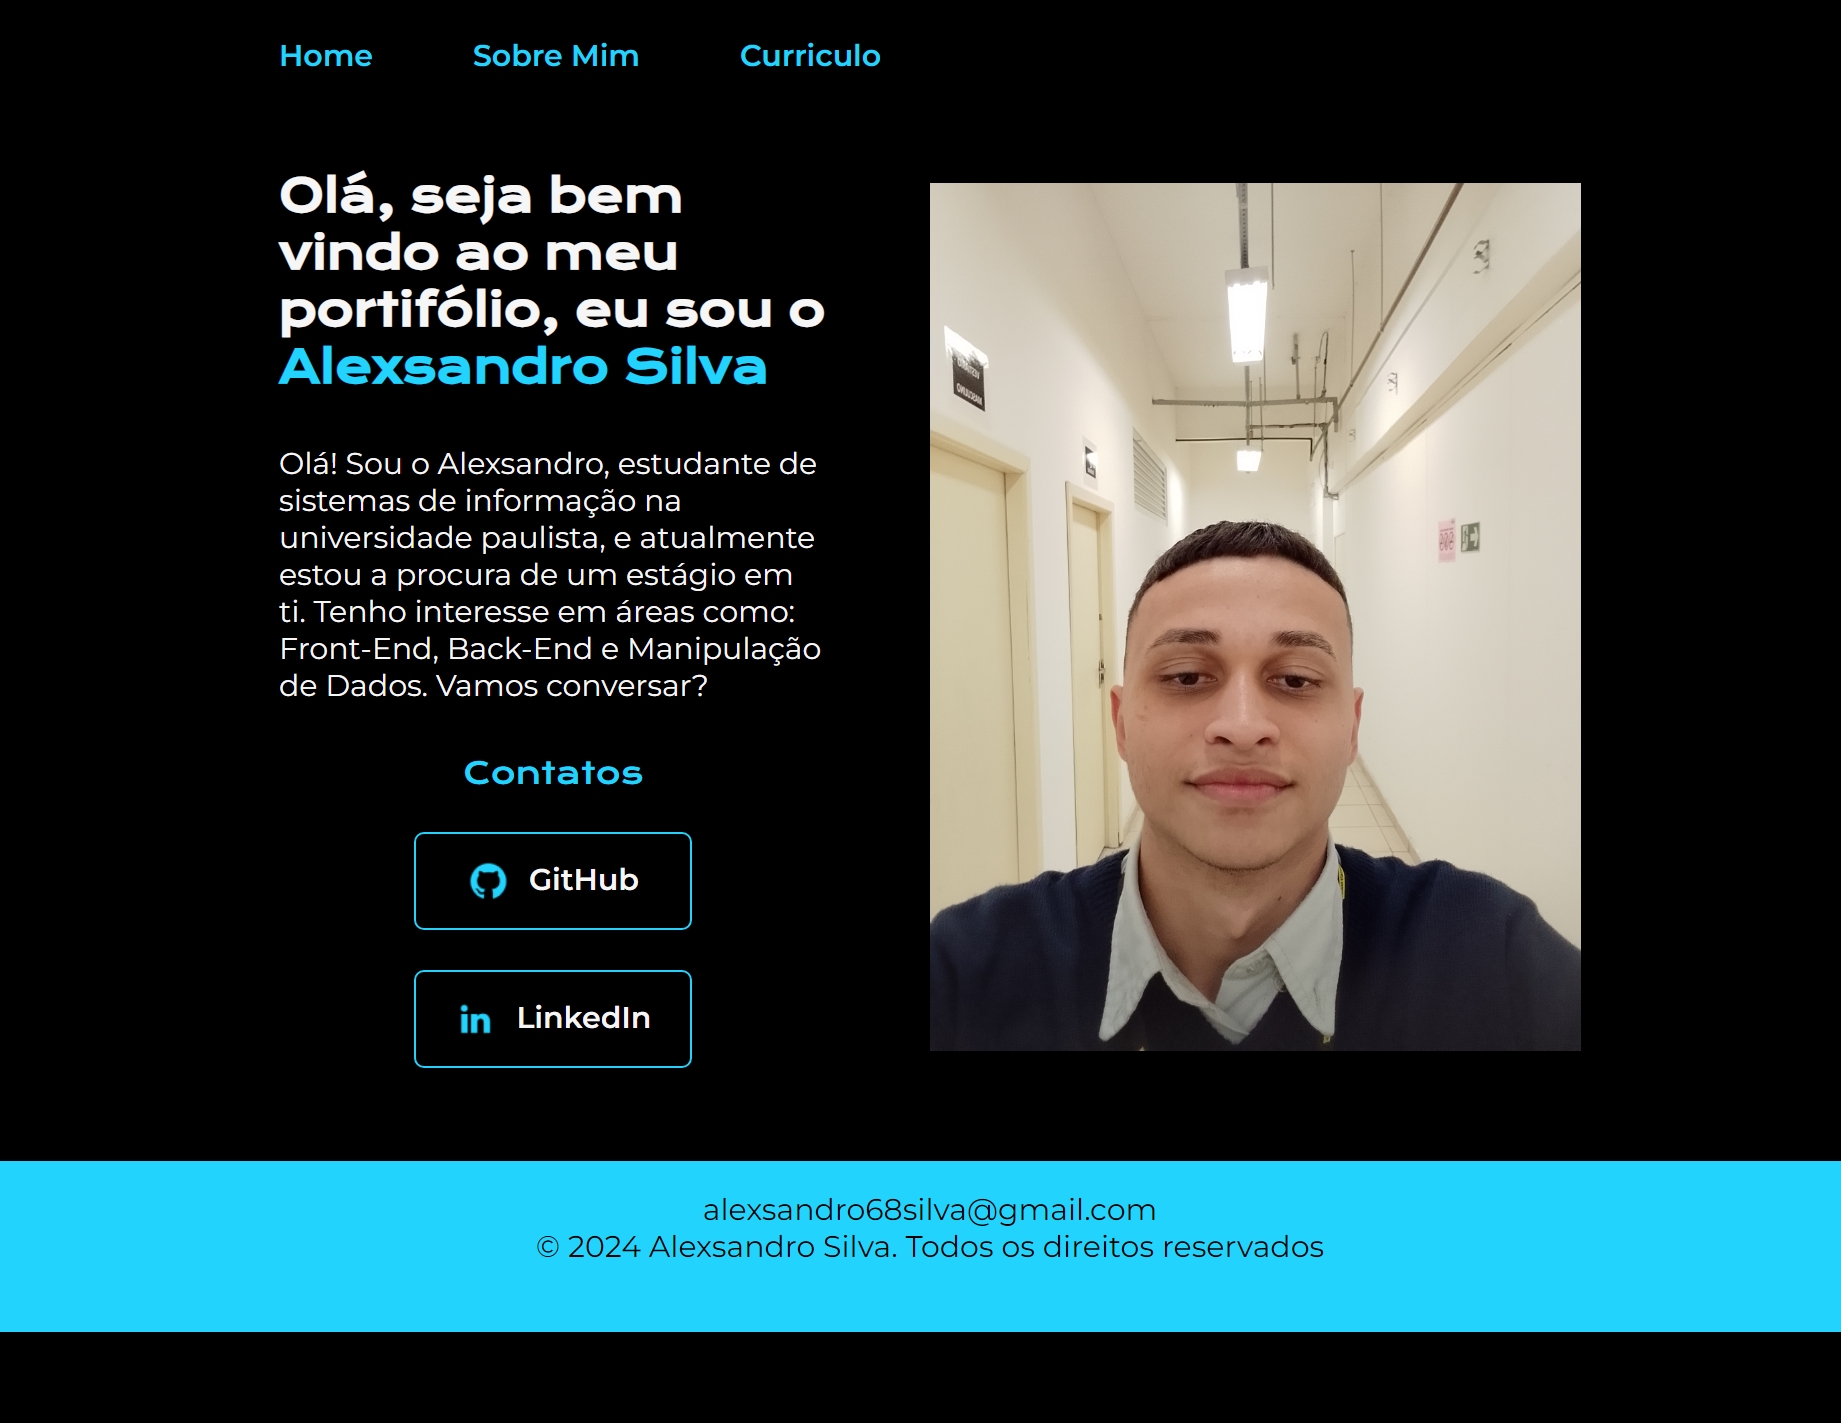 Home Sobre Mim Curriculo
Olá, seja bem
vindo ao meu
portifólio, eu sou o
Alexsandro Silva
Olá! Sou o Alexsandro, estudante de
sistemas de informação na
universidade paulista, e atualmente
estou a procura de um estágio em
ti. Tenho interesse em áreas como:
Front-End, Back-End e Manipulação
de Dados. Vamos conversar?
Contatos
GitHub
in LinkedIn
alexsandro68silva@gmail.com
© 2024 Alexsandro Silva. Todos os direitos reservados